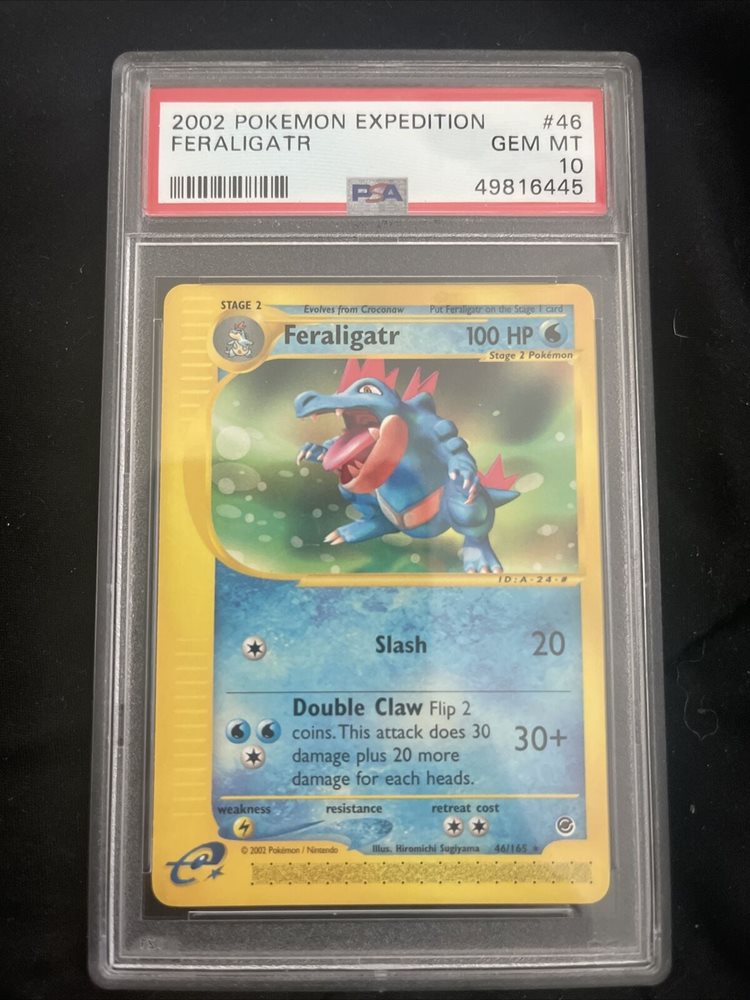 2002 POKEMON EXPEDITION #46
FERALIGATR GEM MT
10
PSA 49816445
STAGE 2 Evolves from Croconaw Put Feraligatr on the Stage 1 card
Feraligatr 100 HP
Stage 2 Pokémon
ID:A-24-#
Slash 20
Double Claw Flip 2
coins. This attack does 30
damage plus 20 more
damage for each heads.
30+
weakness resistance retreat cost
© 2002 Pokémon / Nintendo Illus. Hiromichi Sugiyama 46/165 ★
e